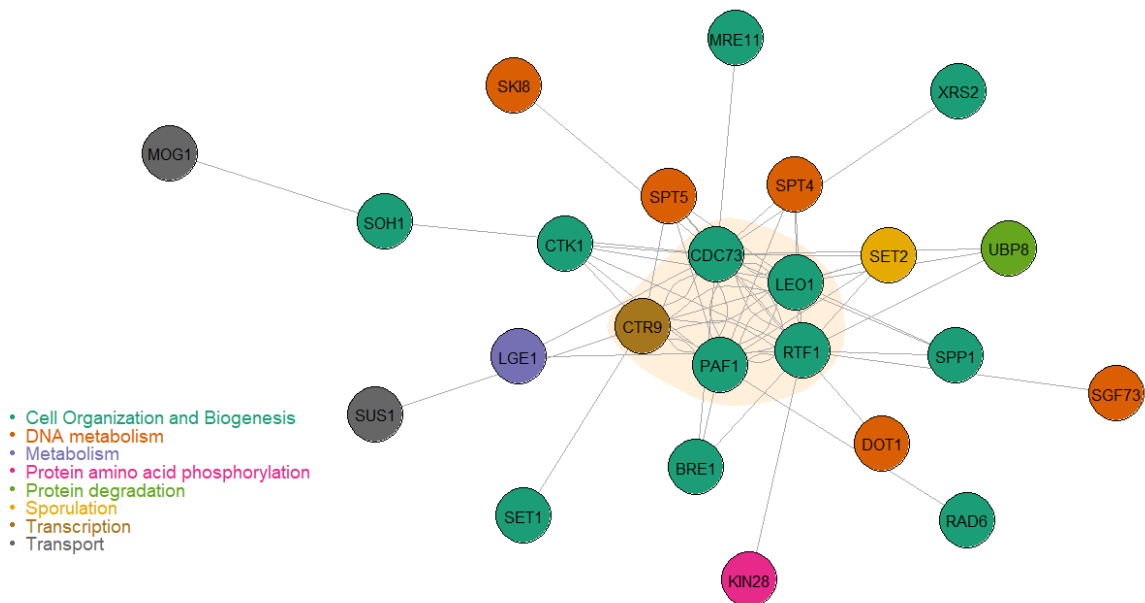 MRE11
SKI8
XRS2
MOG1
SPT5
SPT4
SOH1
CTK1
CDC73
SET2
UBP8
LEO1
CTR9
LGE1
PAF1
RTF1
SPP1
SUS1
SGF73
BRE1
DOT1
SET1
RAD6
KIN28
• Cell Organization and Biogenesis
• DNA metabolism
• Metabolism
• Protein amino acid phosphorylation
• Protein degradation
• Sporulation
• Transcription
• Transport